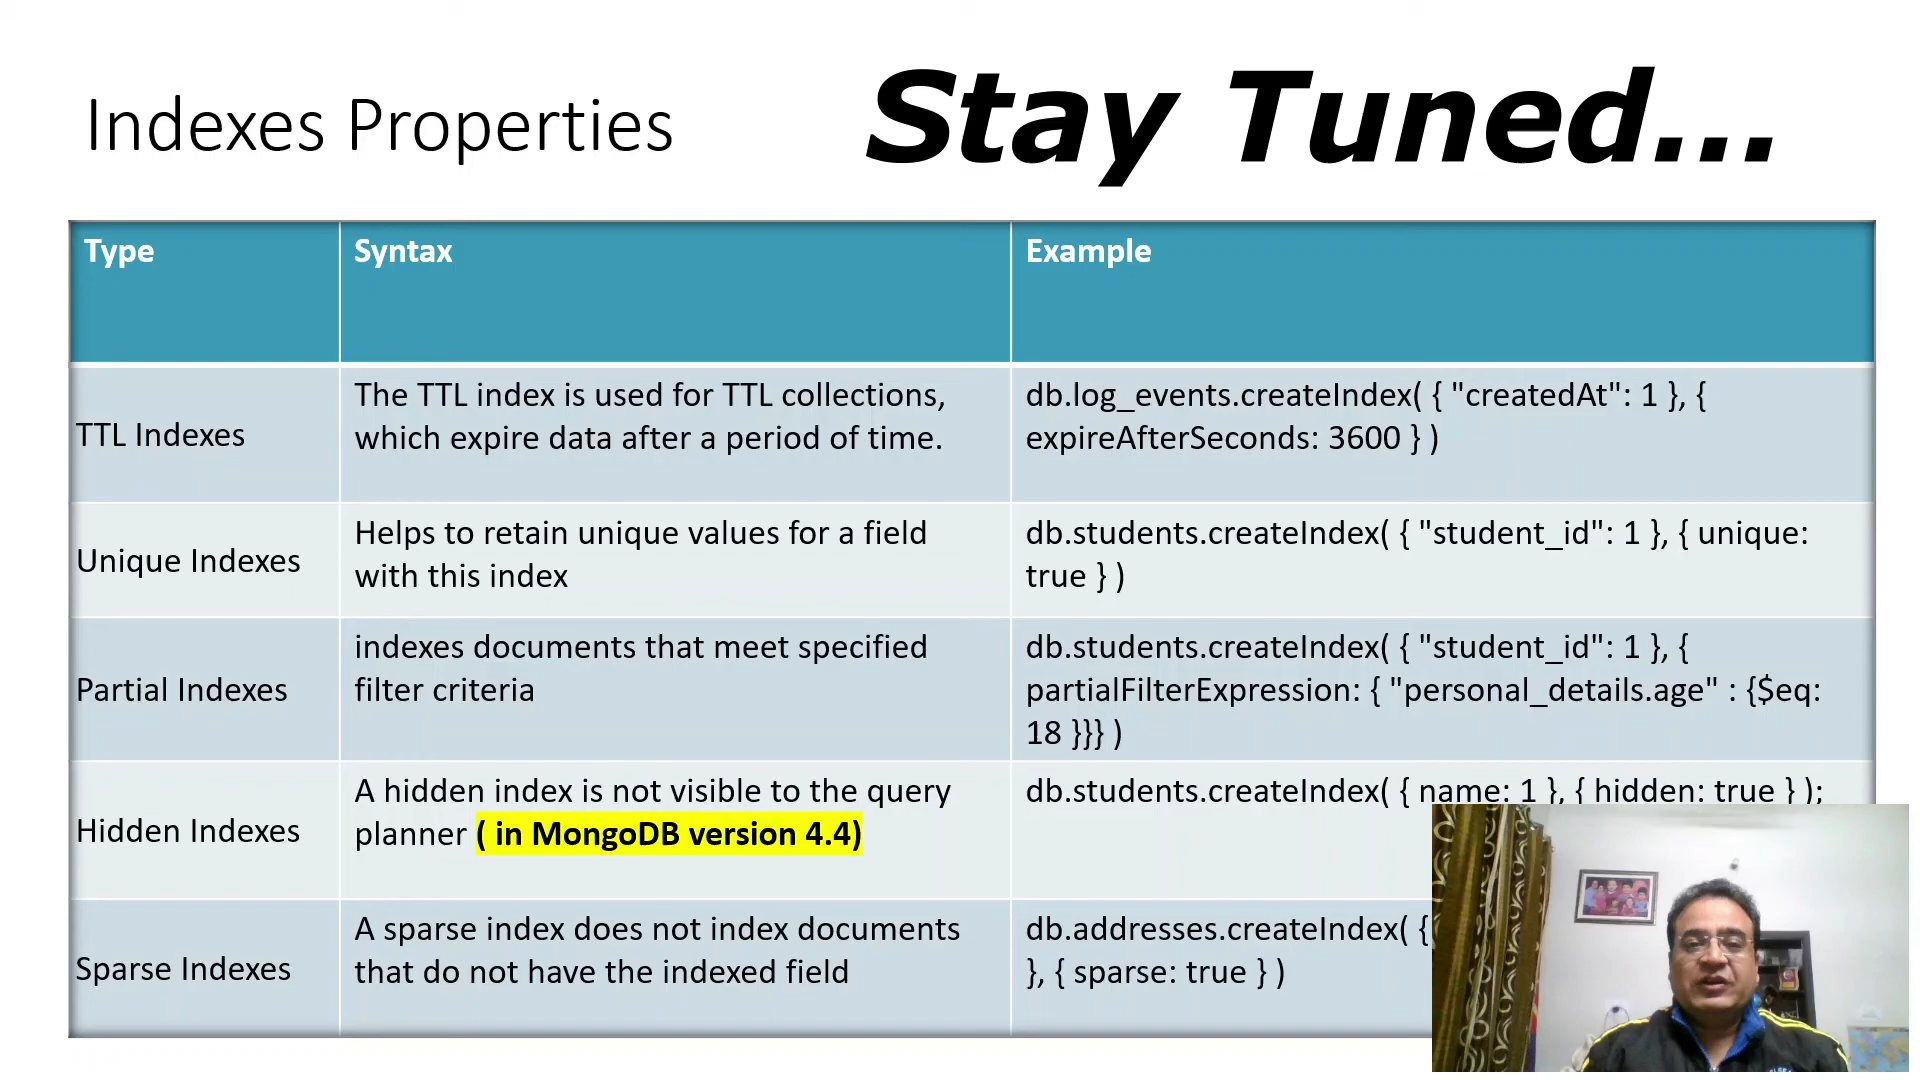 Indexes Properties
Stay Tuned...
Type
Syntax
Example
TTL Indexes
The TTL index is used for TTL collections,
which expire data after a period of time.
db.log_events.createIndex( { "createdAt": 1 }, {
expireAfterSeconds: 3600 } )
Unique Indexes
Helps to retain unique values for a field
with this index
db.students.createIndex( { "student_id": 1 }, { unique:
true } )
Partial Indexes
indexes documents that meet specified
filter criteria
db.students.createIndex( { "student_id": 1 }, {
partialFilterExpression: { "personal_details.age" : {$eq:
18 }}} )
Hidden Indexes
A hidden index is not visible to the query
planner ( in MongoDB version 4.4)
db.students.createIndex( { name: 1 }, { hidden: true } );
Sparse Indexes
A sparse index does not index documents
that do not have the indexed field
db.addresses.createIndex( {
}, { sparse: true } )